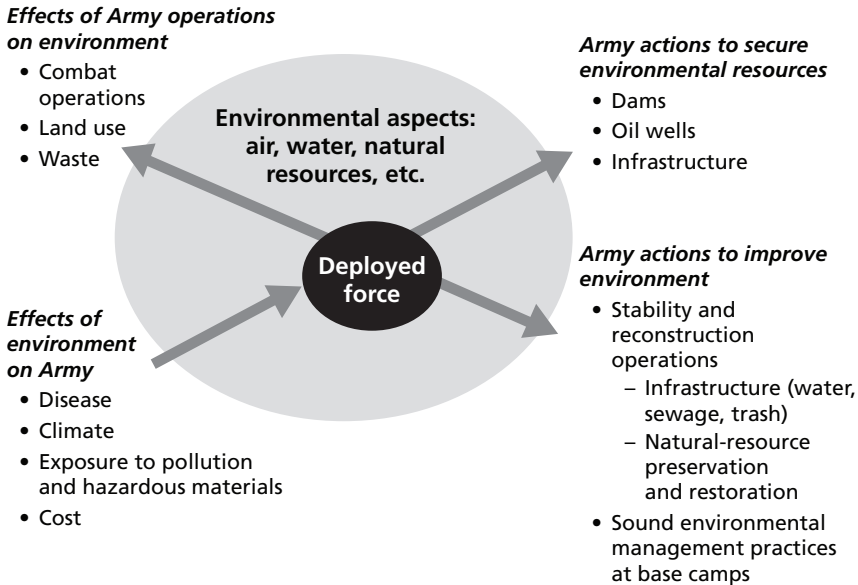 Effects of Army operations
on environment
• Combat
operations
• Land use
• Waste
Environmental aspects:
air, water, natural
resources, etc.
Army actions to secure
environmental resources
• Dams
• Oil wells
• Infrastructure
Deployed
force
Effects of
environment
on Army
• Disease
• Climate
• Exposure to pollution
and hazardous materials
• Cost
Army actions to improve
environment
• Stability and
reconstruction
operations
– Infrastructure (water,
sewage, trash)
– Natural-resource
preservation
and restoration
• Sound environmental
management practices
at base camps